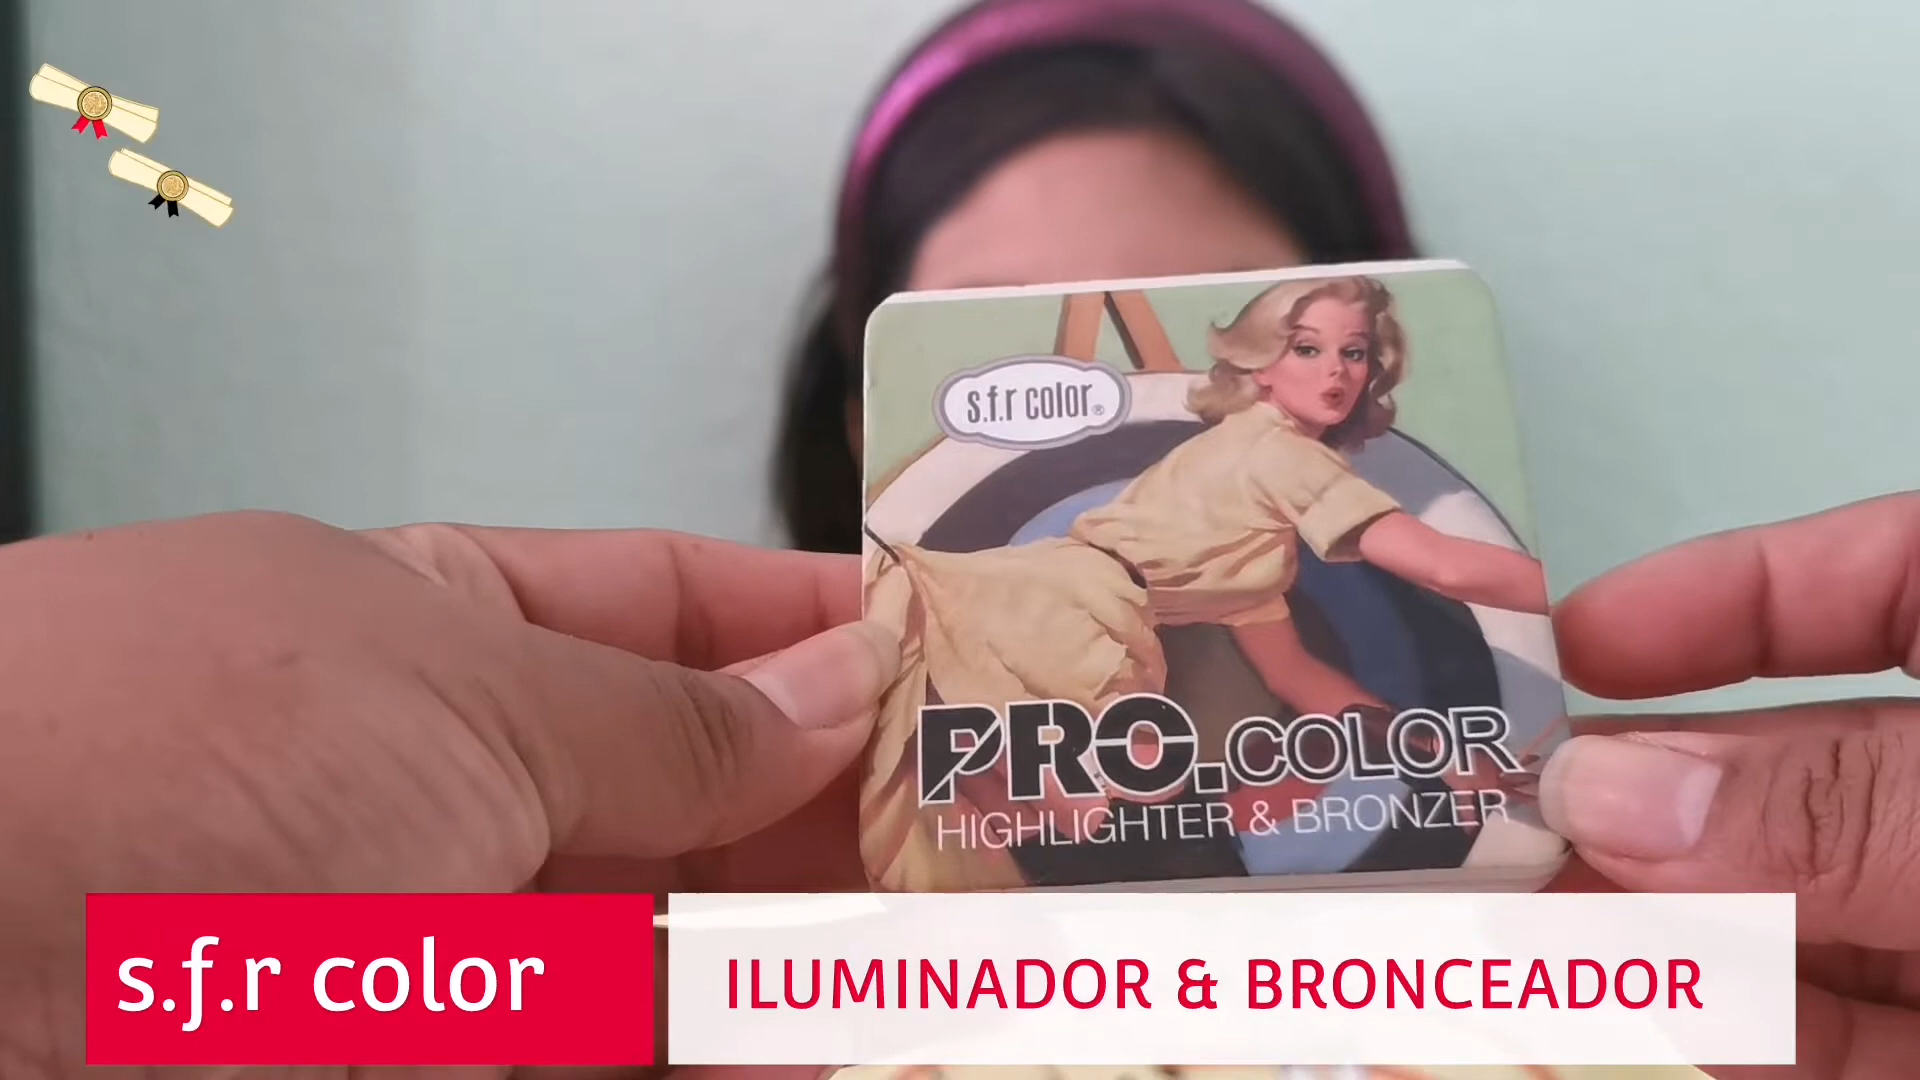 s.f.r color®
PRO.COLOR
HIGHLIGHTER & BRONZER
s.f.r color
ILUMINADOR & BRONCEADOR